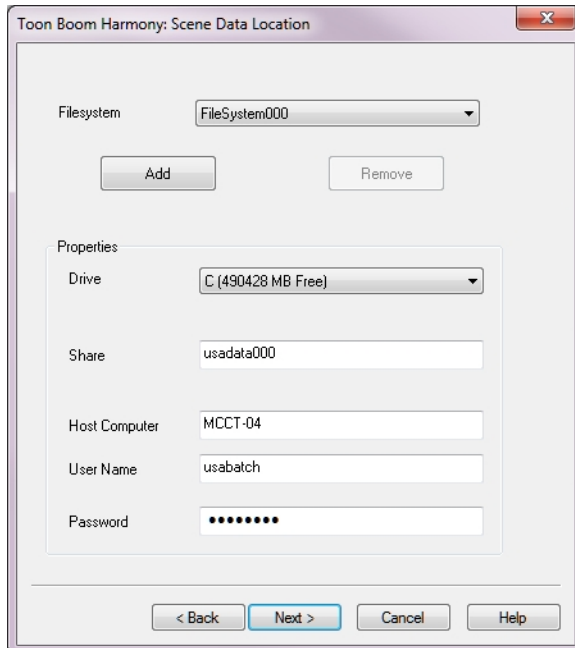 Toon Boom Harmony: Scene Data Location
Filesystem FileSystem000
Add Remove
Properties
Drive C (490428 MB Free)
Share usadata000
Host Computer MCCT-04
User Name usabatch
Password ●●●●●●●●
< Back Next > Cancel Help